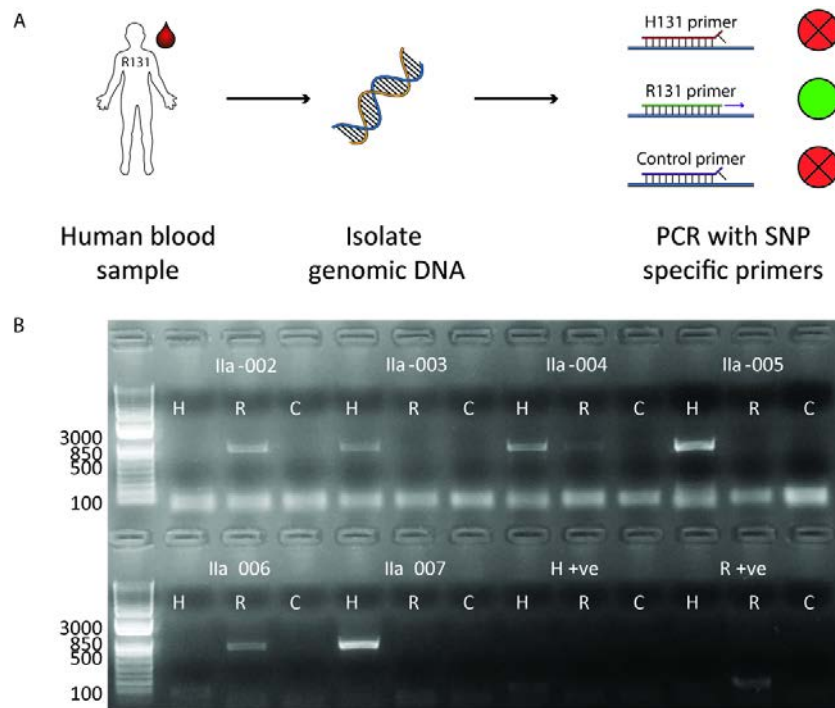 A
R131
H131 primer
R131 primer
Control primer
Human blood
sample
Isolate
genomic DNA
PCR with SNP
specific primers
B
IIa -002 IIa -003 IIa -004 IIa -005
H R C H R C H R C H R C
3000
850
500
100
IIa 006 IIa 007 H +ve R +ve
H R C H R C H R C H R C
3000
850
500
100